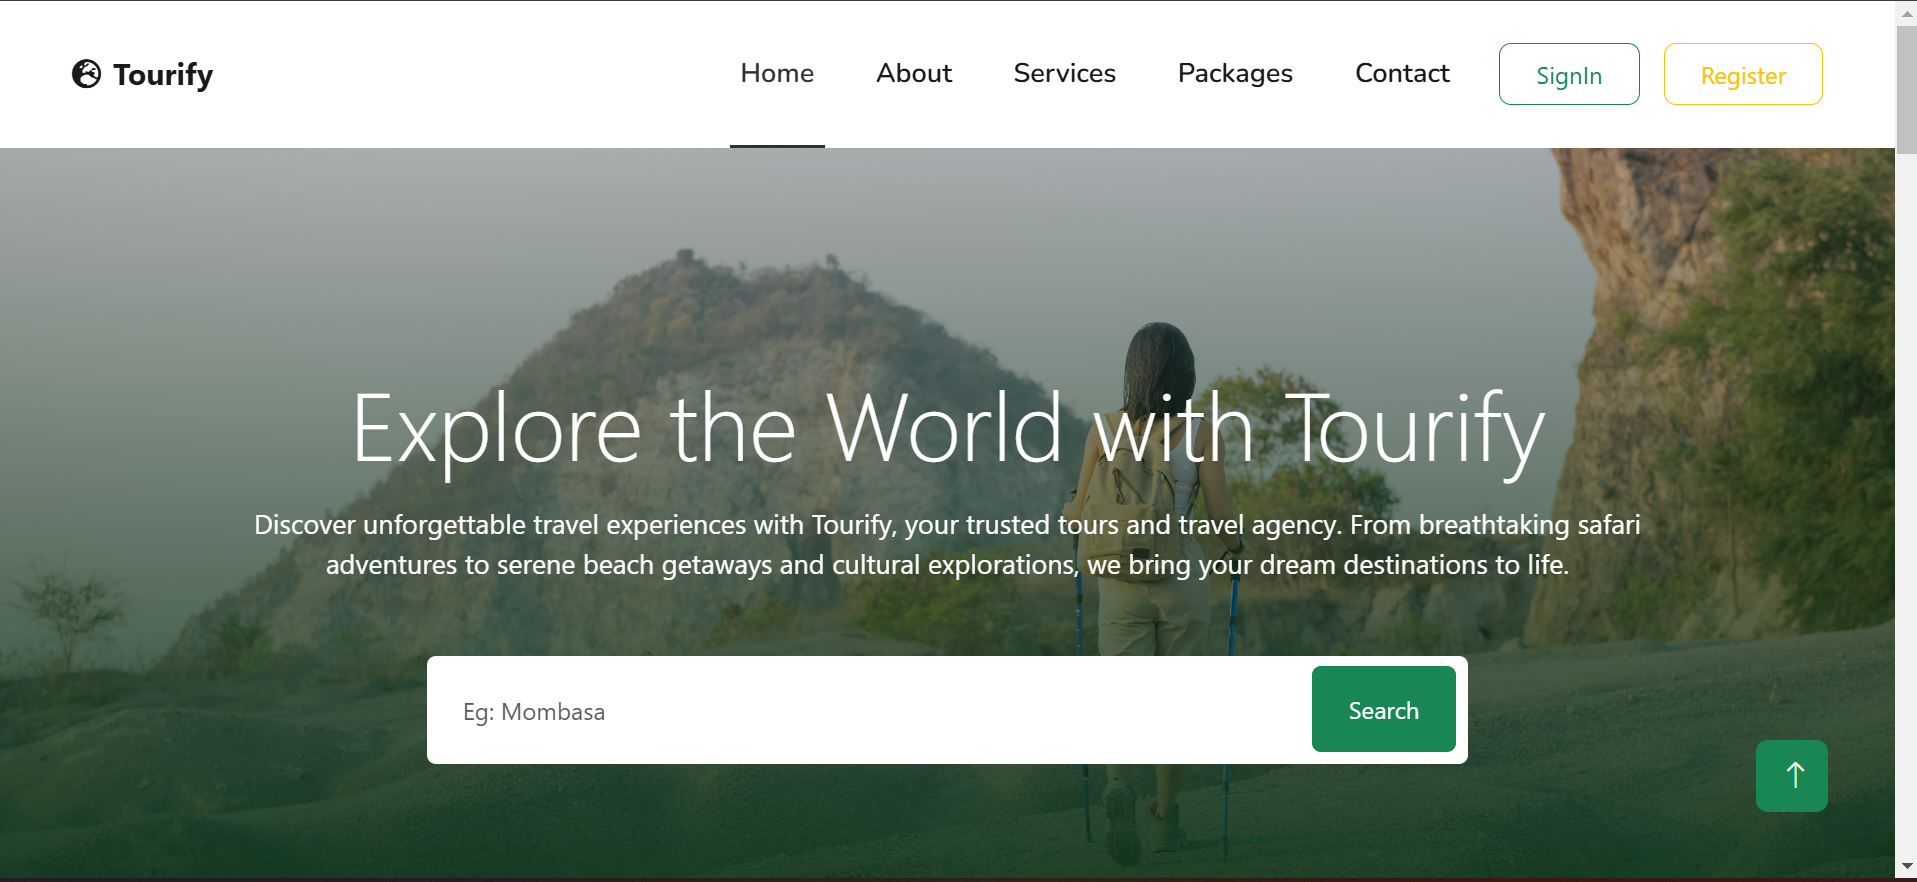 Tourify
Home About Services Packages Contact SignIn Register
Explore the World with Tourify
Discover unforgettable travel experiences with Tourify, your trusted tours and travel agency. From breathtaking safari
adventures to serene beach getaways and cultural explorations, we bring your dream destinations to life.
Eg: Mombasa
Search